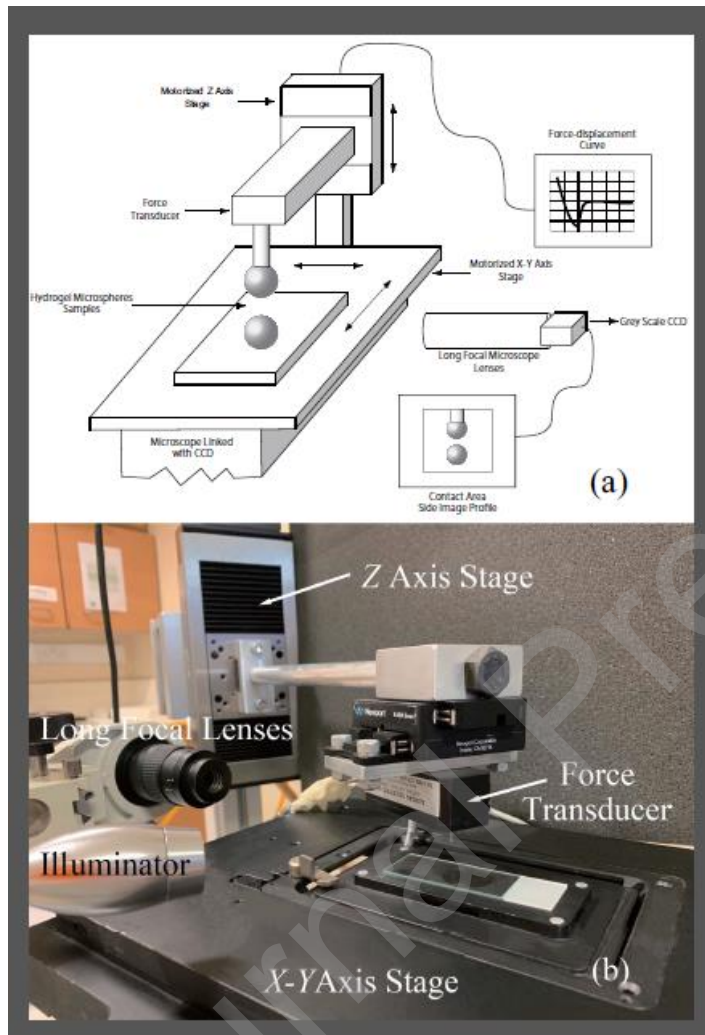 Motorized Z Axis
Stage
Force-displacement
Curve
Force
Transducer
Motorized X-Y Axis
Stage
Hydrogel Microspheres
Samples
Grey Scale CCD
Long Focal Microscope
Lenses
Microscope Linked
with CCD
(a)
Contact Area
Side Image Profile
Z Axis Stage
Long Focal Lenses
Newport
Force
Transducer
Illuminator
X-YAxis Stage
(b)